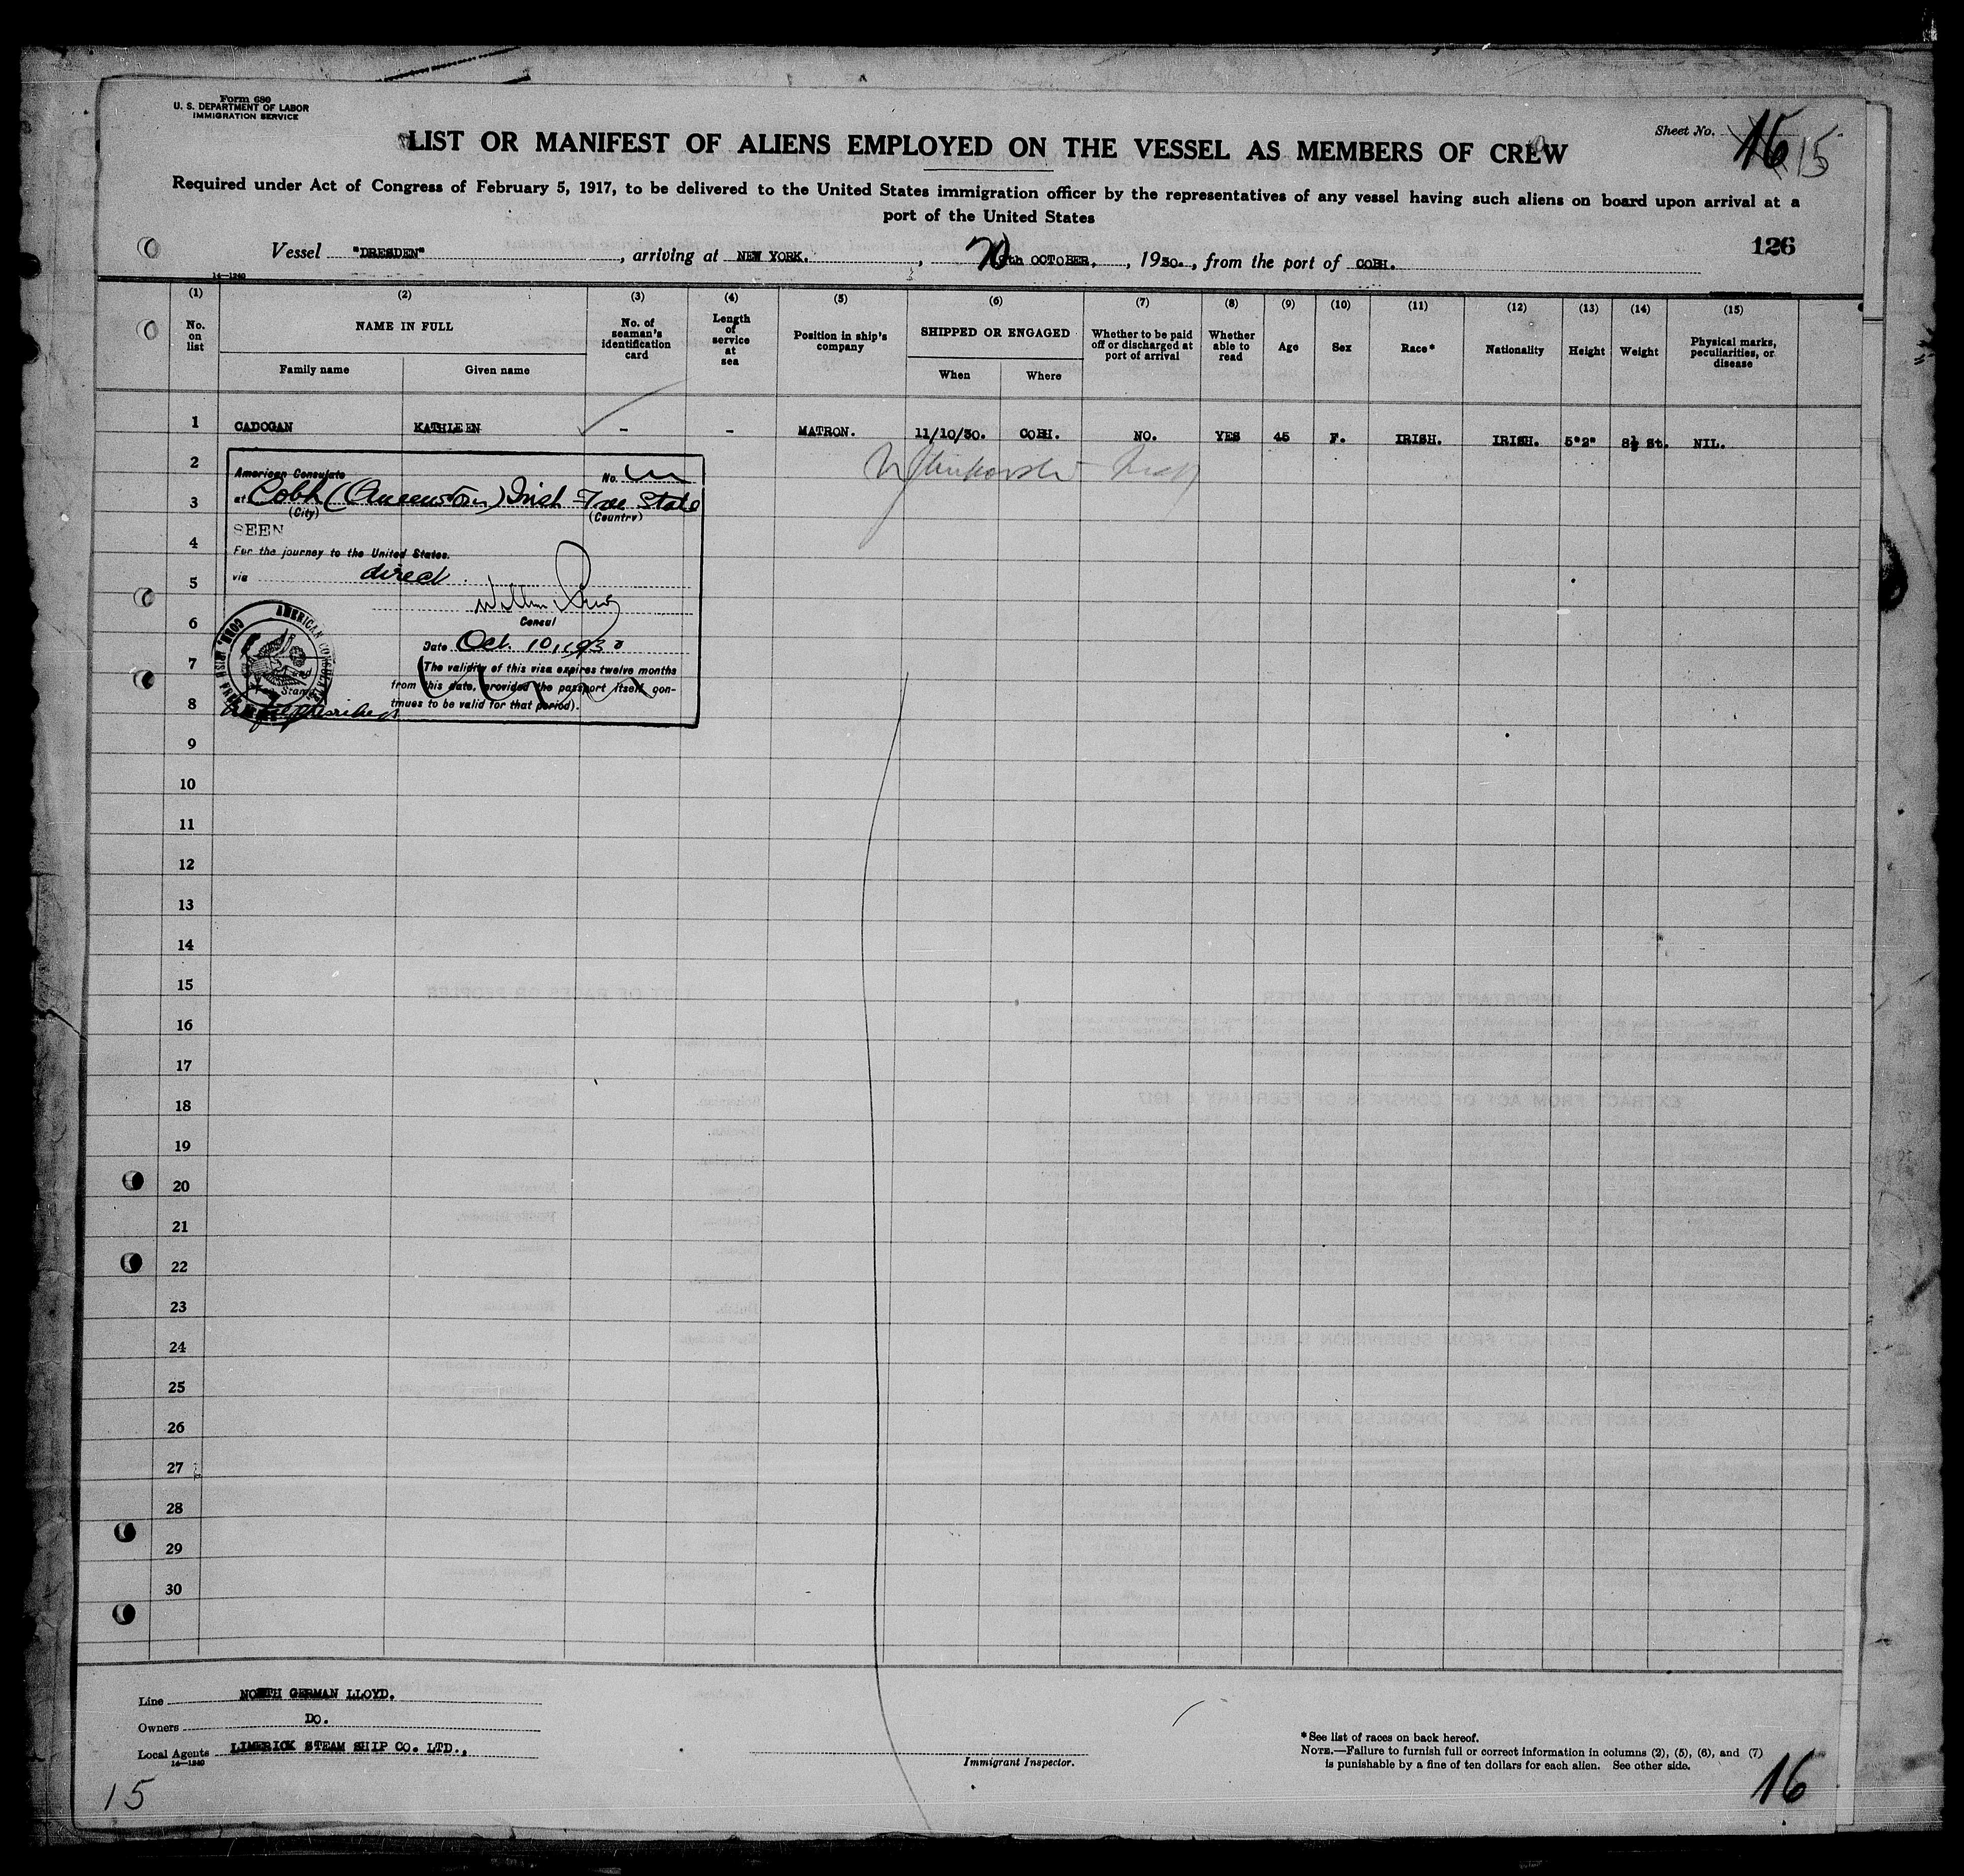 Form 680
U. S. DEPARTMENT OF LABOR
IMMIGRATION SERVICE
Sheet No. 16 15
LIST OR MANIFEST OF ALIENS EMPLOYED ON THE VESSEL AS MEMBERS OF CREW
Required under Act of Congress of February 5, 1917, to be delivered to the United States immigration officer by the representatives of any vessel having such aliens on board upon arrival at a
port of the United States
126
Vessel "DRESDEN", arriving at NEW YORK., OCTOBER., 1930., from the port of COBH.
14—1240
(1) (2) (3) (4) (5) (6) (7) (8) (9) (10) (11) (12) (13) (14) (15)
No. on list
NAME IN FULL
Family name
Given name
No. of seaman's identification card
Length of service at sea
Position in ship's company
SHIPPED OR ENGAGED
When
Where
Whether to be paid off or discharged at port of arrival
Whether able to read
Age
Sex
Race*
Nationality
Height
Weight
Physical marks, peculiarities, or disease
1 CADOGAN KATHLEEN - - MATRON. 11/10/30. COBH. NO. YES 45 F. IRISH. IRISH. 5'2" 8½ St. NIL.
2
3
4
5
6
7
8
9
10
11
12
13
14
15
16
17
18
19
20
21
22
23
24
25
26
27
28
29
30
American Consulate No.
at Cobh (Queenstown) Irish Free State
(City) (Country)
SEEN
For the journey to the United States.
via direct
Consul
Date Oct. 10, 1930
(The validity of this visa expires twelve months
from this date, provided the passport itself con-
tinues to be valid for that period).
Line NORTH GERMAN LLOYD.
Owners DO.
Local Agents LIMERICK STEAM SHIP CO. LTD.,
14—1240
Immigrant Inspector.
* See list of races on back hereof.
NOTE.—Failure to furnish full or correct information in columns (2), (5), (6), and (7)
is punishable by a fine of ten dollars for each alien. See other side.
15
16